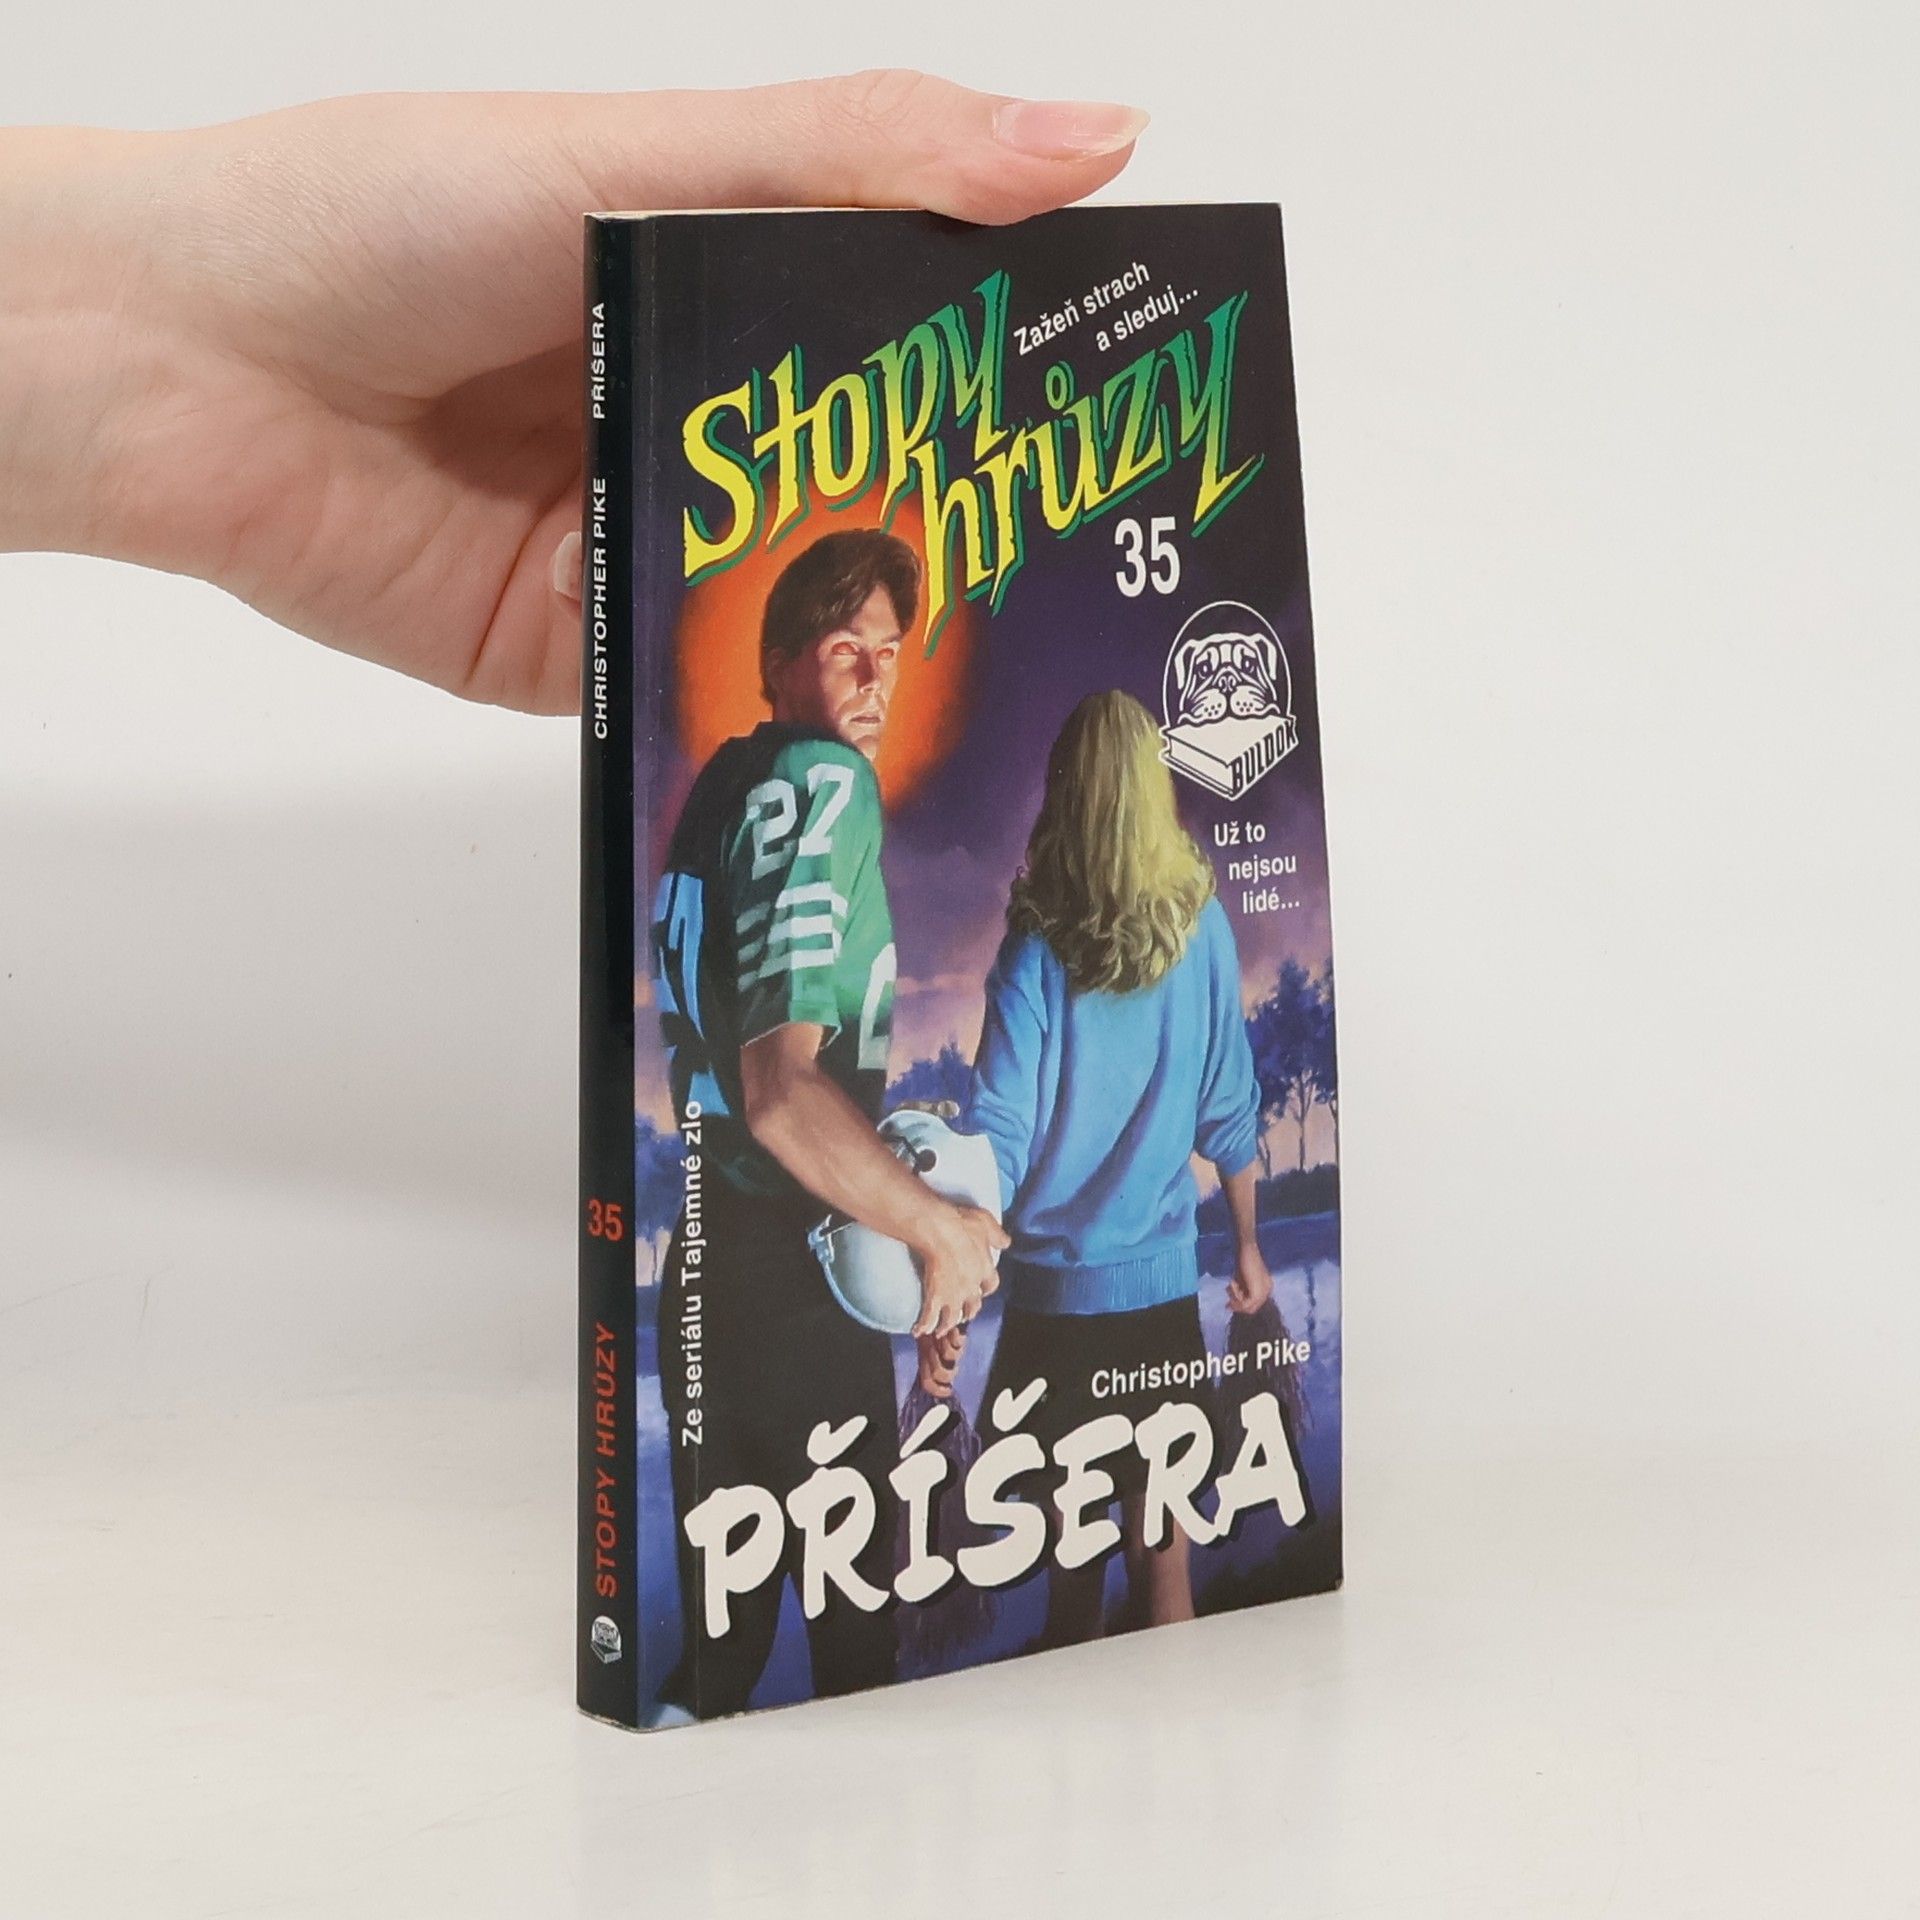 PŘÍŠERA
CHRISTOPHER PIKE
35
STOPY HRŮZY
Zažeň strach
a sleduj...
Stopy
hrůzy
35
BULDOK
Už to
nejsou
lidé...
27
Ze seriálu Tajemné zlo
Christopher Pike
PŘÍŠERA